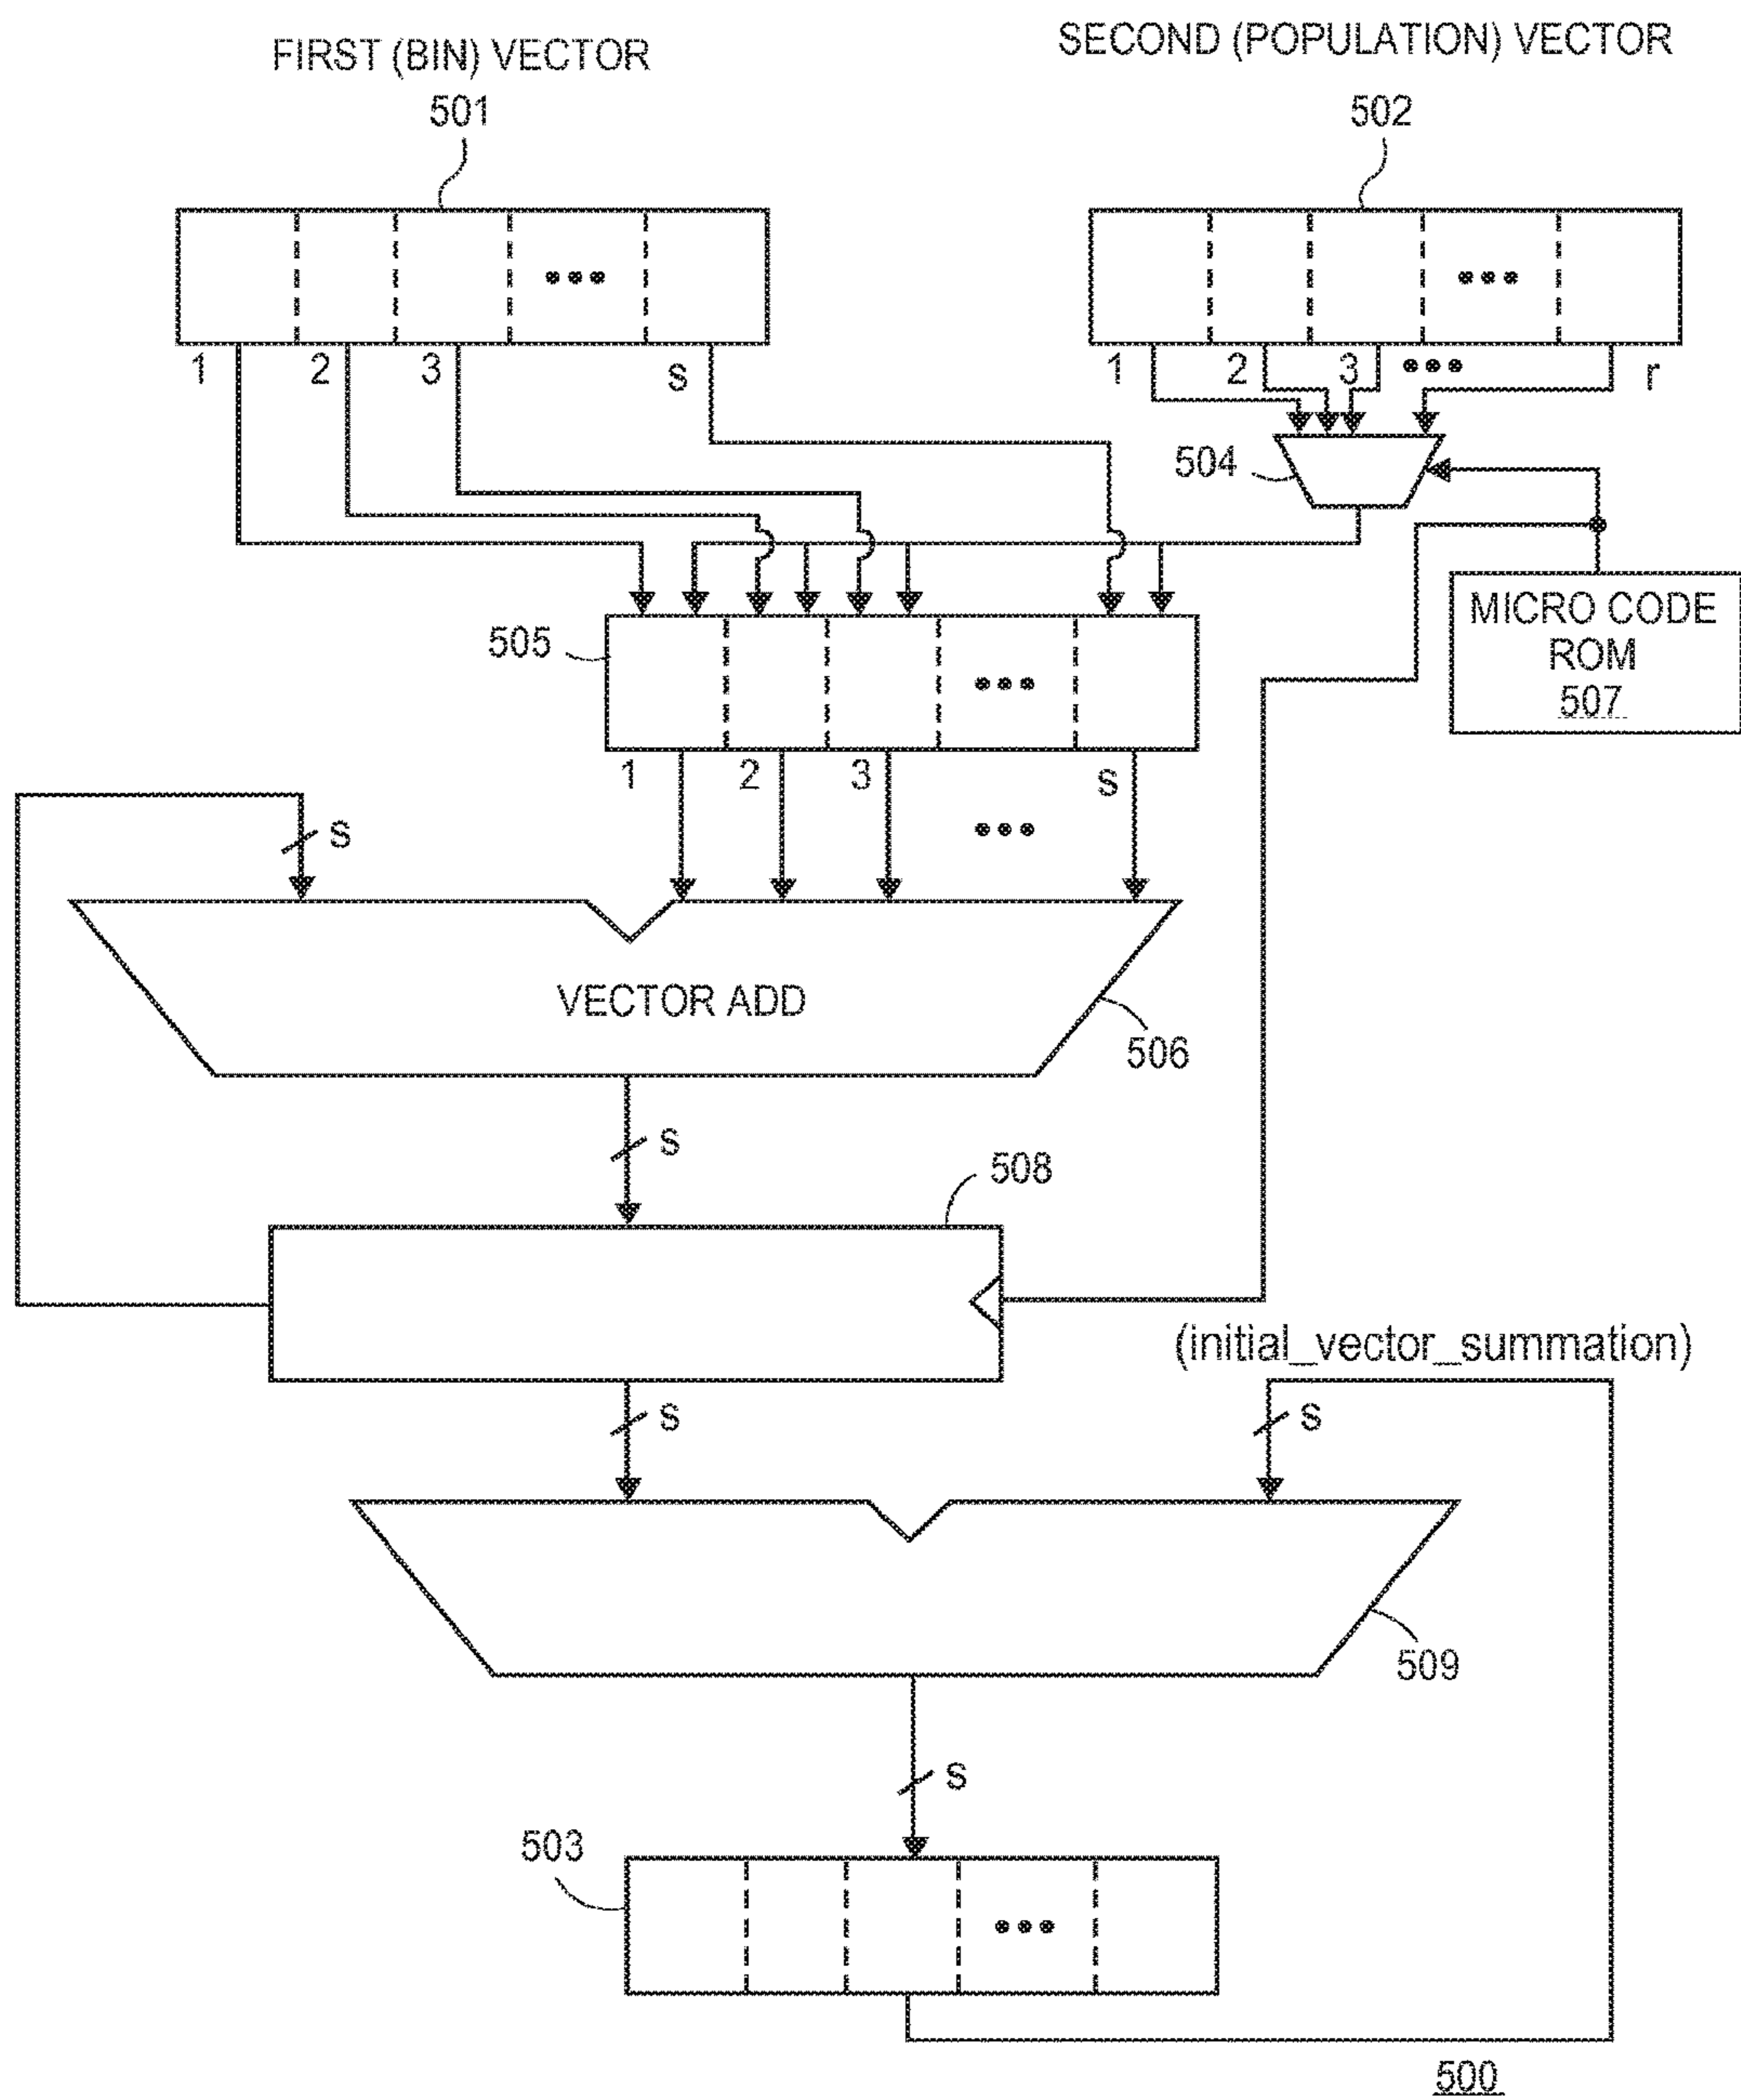 FIRST (BIN) VECTOR
501
SECOND (POPULATION) VECTOR
502
1 2 3 s
1 2 3 r
504
MICRO CODE
ROM
507
505
1 2 3 s
s
VECTOR ADD
506
s
508
(initial_vector_summation)
s
s
509
s
503
500